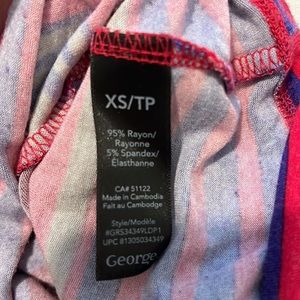 XS/TP
95% Rayon/
Rayonne
5% Spandex/
Élasthanne
CA# 51122
Made in Cambodia
Fait au Cambodge
Style/Modèle
#GRS34349LDP1
UPC 81305034349
George